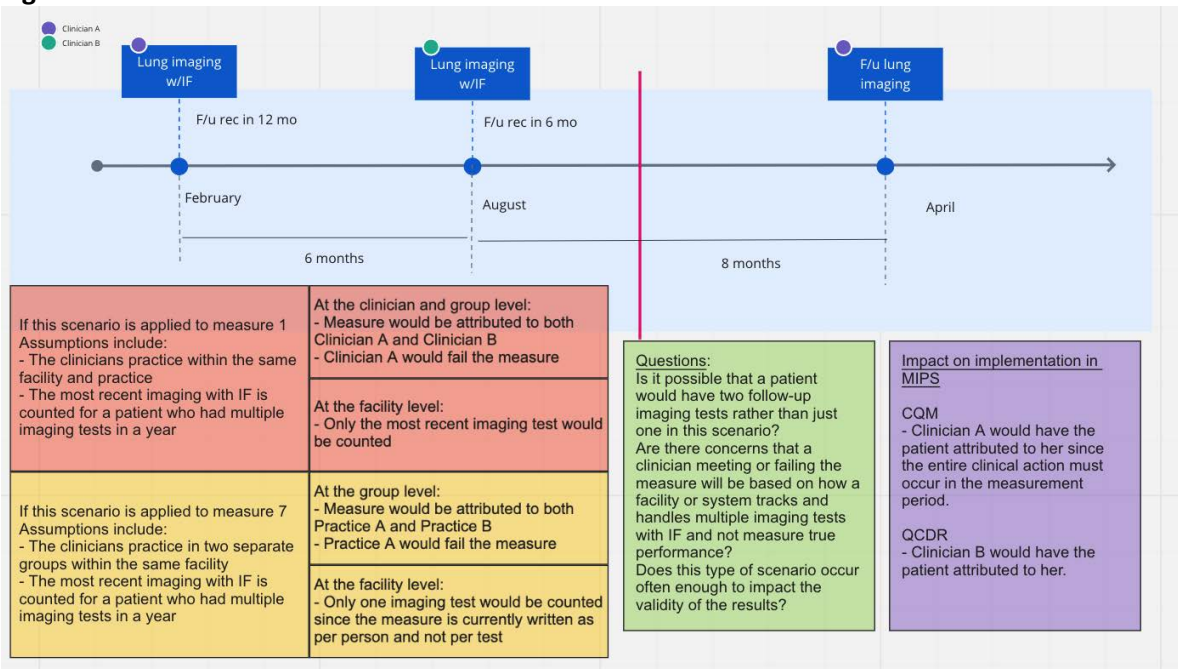 Clinician A
Clinician B
Lung imaging
w/IF
Lung imaging
w/IF
F/u lung
imaging
F/u rec in 12 mo
F/u rec in 6 mo
February
August
April
6 months
8 months
If this scenario is applied to measure 1
Assumptions include:
- The clinicians practice within the same
facility and practice
- The most recent imaging with IF is
counted for a patient who had multiple
imaging tests in a year
At the clinician and group level:
- Measure would be attributed to both
Clinician A and Clinician B
- Clinician A would fail the measure
At the facility level:
- Only the most recent imaging test would
be counted
If this scenario is applied to measure 7
Assumptions include:
- The clinicians practice in two separate
groups within the same facility
- The most recent imaging with IF is
counted for a patient who had multiple
imaging tests in a year
At the group level:
- Measure would be attributed to both
Practice A and Practice B
- Practice A would fail the measure
At the facility level:
- Only one imaging test would be counted
since the measure is currently written as
per person and not per test
Questions:
Is it possible that a patient
would have two follow-up
imaging tests rather than just
one in this scenario?
Are there concerns that a
clinician meeting or failing the
measure will be based on how a
facility or system tracks and
handles multiple imaging tests
with IF and not measure true
performance?
Does this type of scenario occur
often enough to impact the
validity of the results?
Impact on implementation in
MIPS
CQM
- Clinician A would have the
patient attributed to her since
the entire clinical action must
occur in the measurement
period.
QCDR
- Clinician B would have the
patient attributed to her.